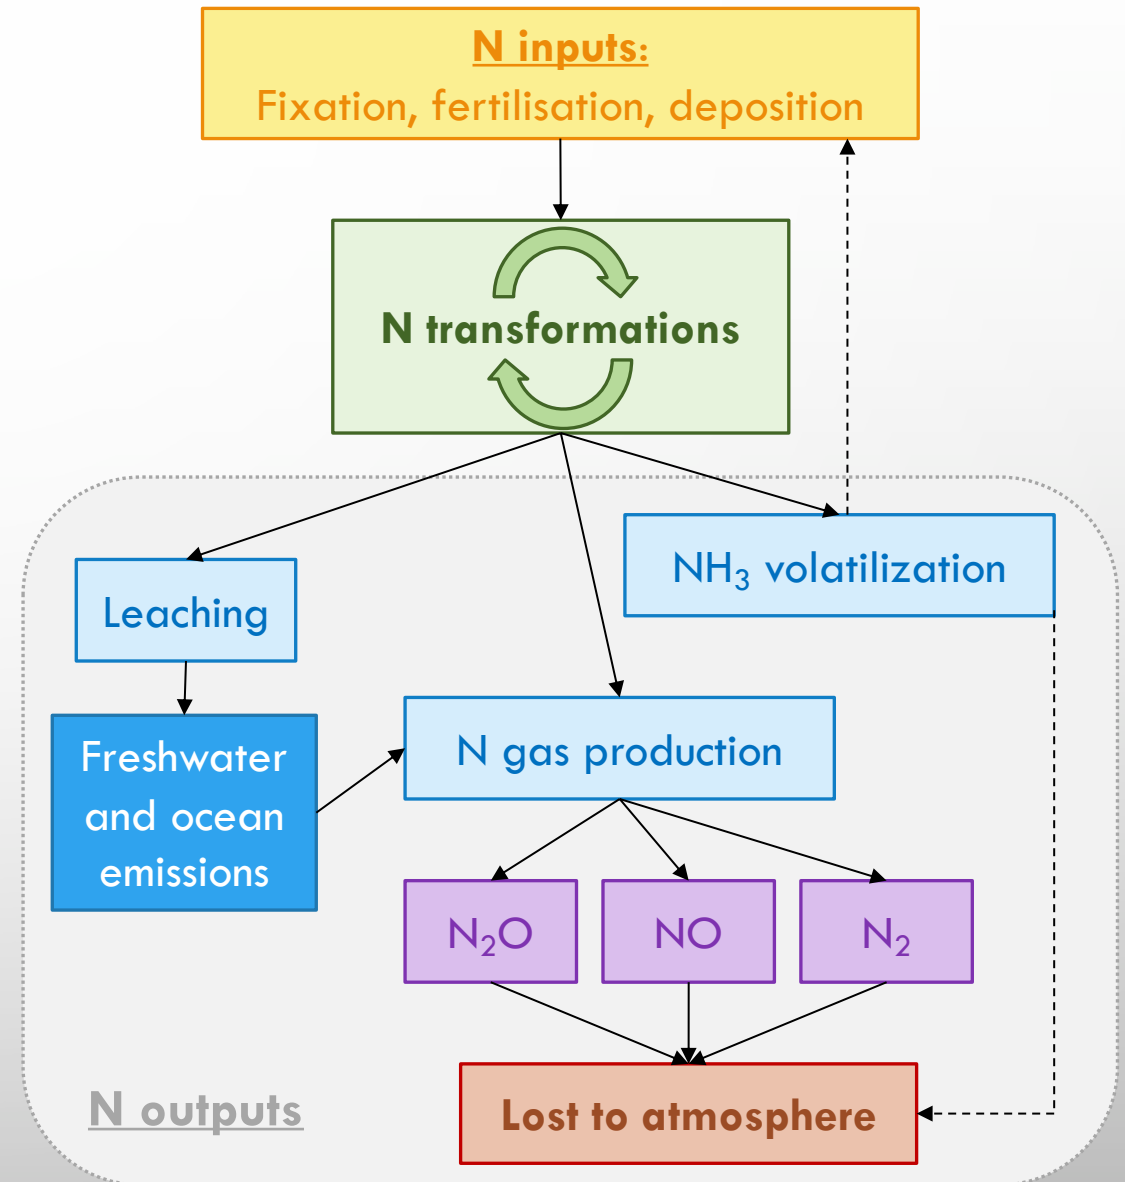 N inputs:
Fixation, fertilisation, deposition
N transformations
NH₃ volatilization
Leaching
Freshwater
and ocean
emissions
N gas production
N₂O
NO
N₂
N outputs
Lost to atmosphere